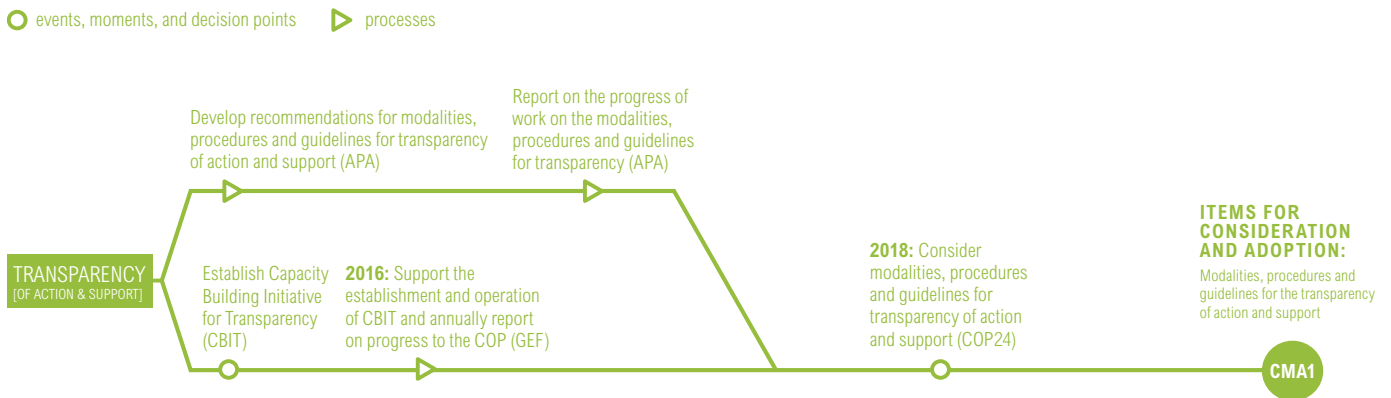 events, moments, and decision points
processes
Develop recommendations for modalities,
procedures and guidelines for transparency
of action and support (APA)
Report on the progress of
work on the modalities,
procedures and guidelines
for transparency (APA)
TRANSPARENCY
[OF ACTION & SUPPORT]
Establish Capacity
Building Initiative
for Transparency
(CBIT)
2016: Support the
establishment and operation
of CBIT and annually report
on progress to the COP (GEF)
2018: Consider
modalities, procedures
and guidelines for
transparency of action
and support (COP24)
ITEMS FOR
CONSIDERATION
AND ADOPTION:
Modalities, procedures and
guidelines for the transparency
of action and support
CMA1